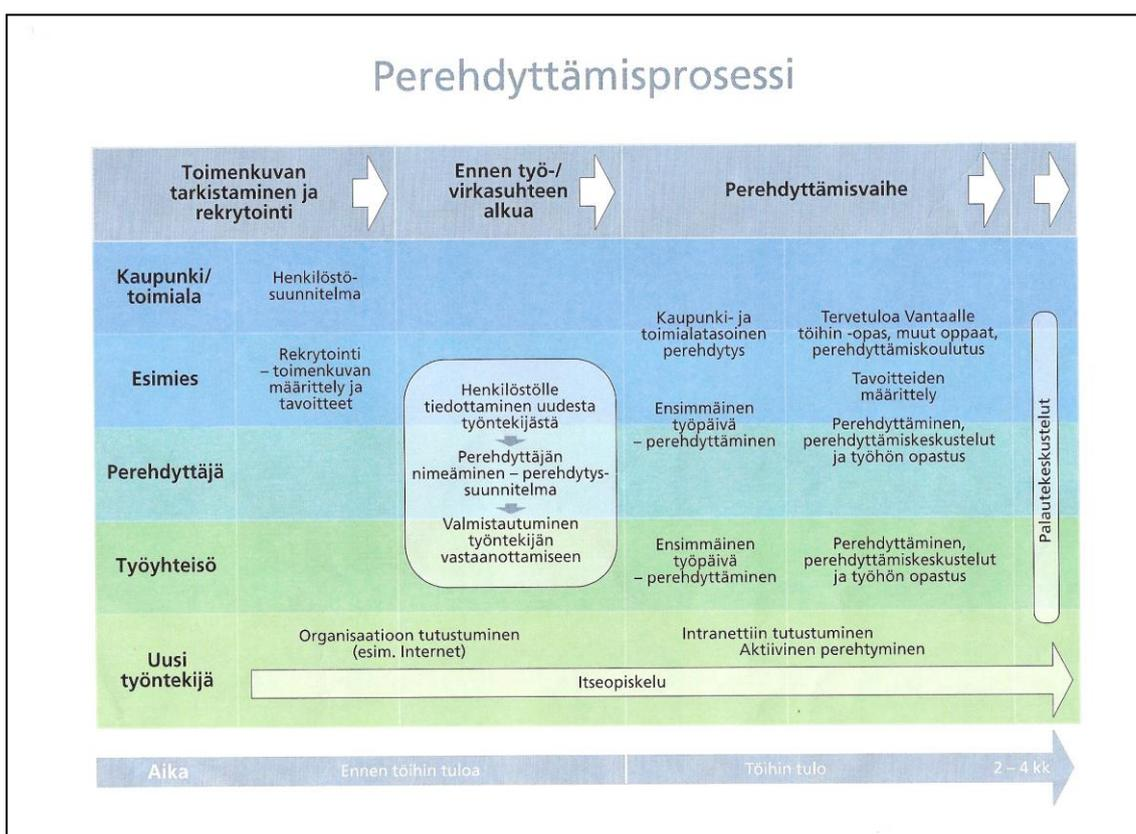 Perehdyttämisprosessi
Toimenkuvan
tarkistaminen ja
rekrytointi
Ennen työ-/
virkasuhteen
alkua
Perehdyttämisvaihe
Kaupunki/
toimiala
Henkilöstö-
suunnitelma
Kaupunki- ja
toimialatasoinen
perehdytys
Tervetuloa Vantaalle
töihin -opas, muut oppaat,
perehdyttämiskoulutus
Esimies
Rekrytointi
– toimenkuvan
määrittely ja
tavoitteet
Henkilöstölle
tiedottaminen uudesta
työntekijästä
Perehdyttäjän
nimeäminen – perehdytys-
suunnitelma
Valmistautuminen
työntekijän
vastaanottamiseen
Ensimmäinen
työpäivä
– perehdyttäminen
Tavoitteiden
määrittely
Perehdyttäminen,
perehdyttämiskeskustelut
ja työhön opastus
Perehdyttäjä
Työyhteisö
Ensimmäinen
työpäivä
– perehdyttäminen
Perehdyttäminen,
perehdyttämiskeskustelut
ja työhön opastus
Palautekeskustelut
Uusi
työntekijä
Organisaatioon tutustuminen
(esim. Internet)
Intranettiin tutustuminen
Aktiivinen perehtyminen
Itseopiskelu
Aika
Ennen töihin tuloa
Töihin tulo
2 – 4 kk